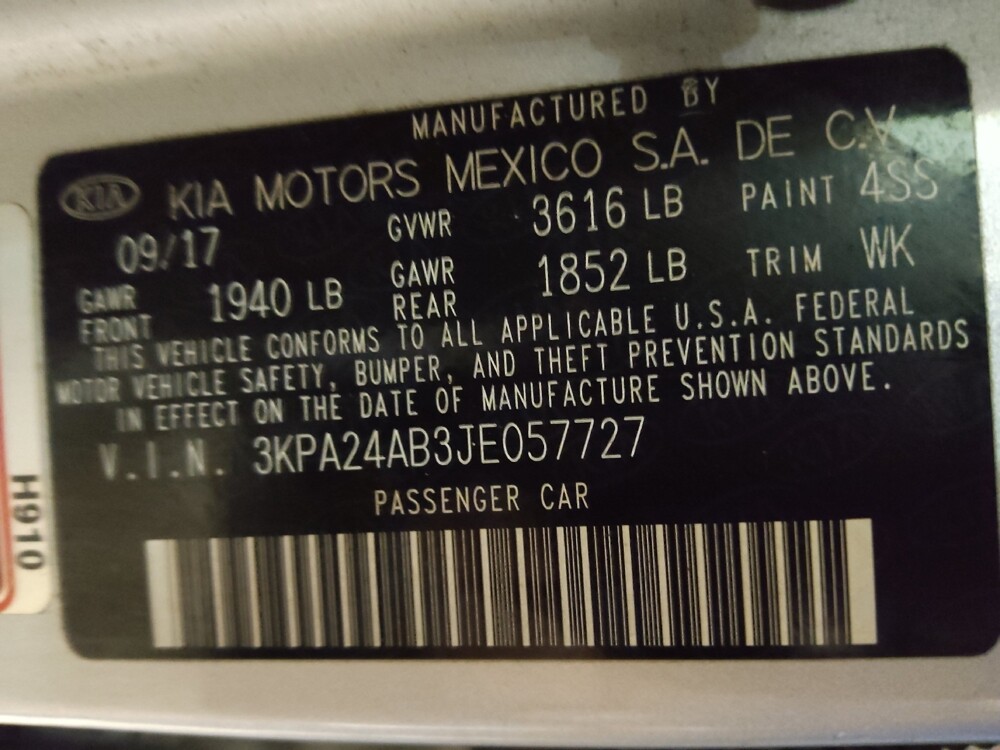 MANUFACTURED BY
KIA KIA MOTORS MEXICO S.A. DE C.V.
09/17 GVWR 3616 LB PAINT 4SS
GAWR FRONT 1940 LB GAWR REAR 1852 LB TRIM WK
THIS VEHICLE CONFORMS TO ALL APPLICABLE U.S.A. FEDERAL
MOTOR VEHICLE SAFETY, BUMPER, AND THEFT PREVENTION STANDARDS
IN EFFECT ON THE DATE OF MANUFACTURE SHOWN ABOVE.
V.I.N. 3KPA24AB3JE057727
PASSENGER CAR
H910